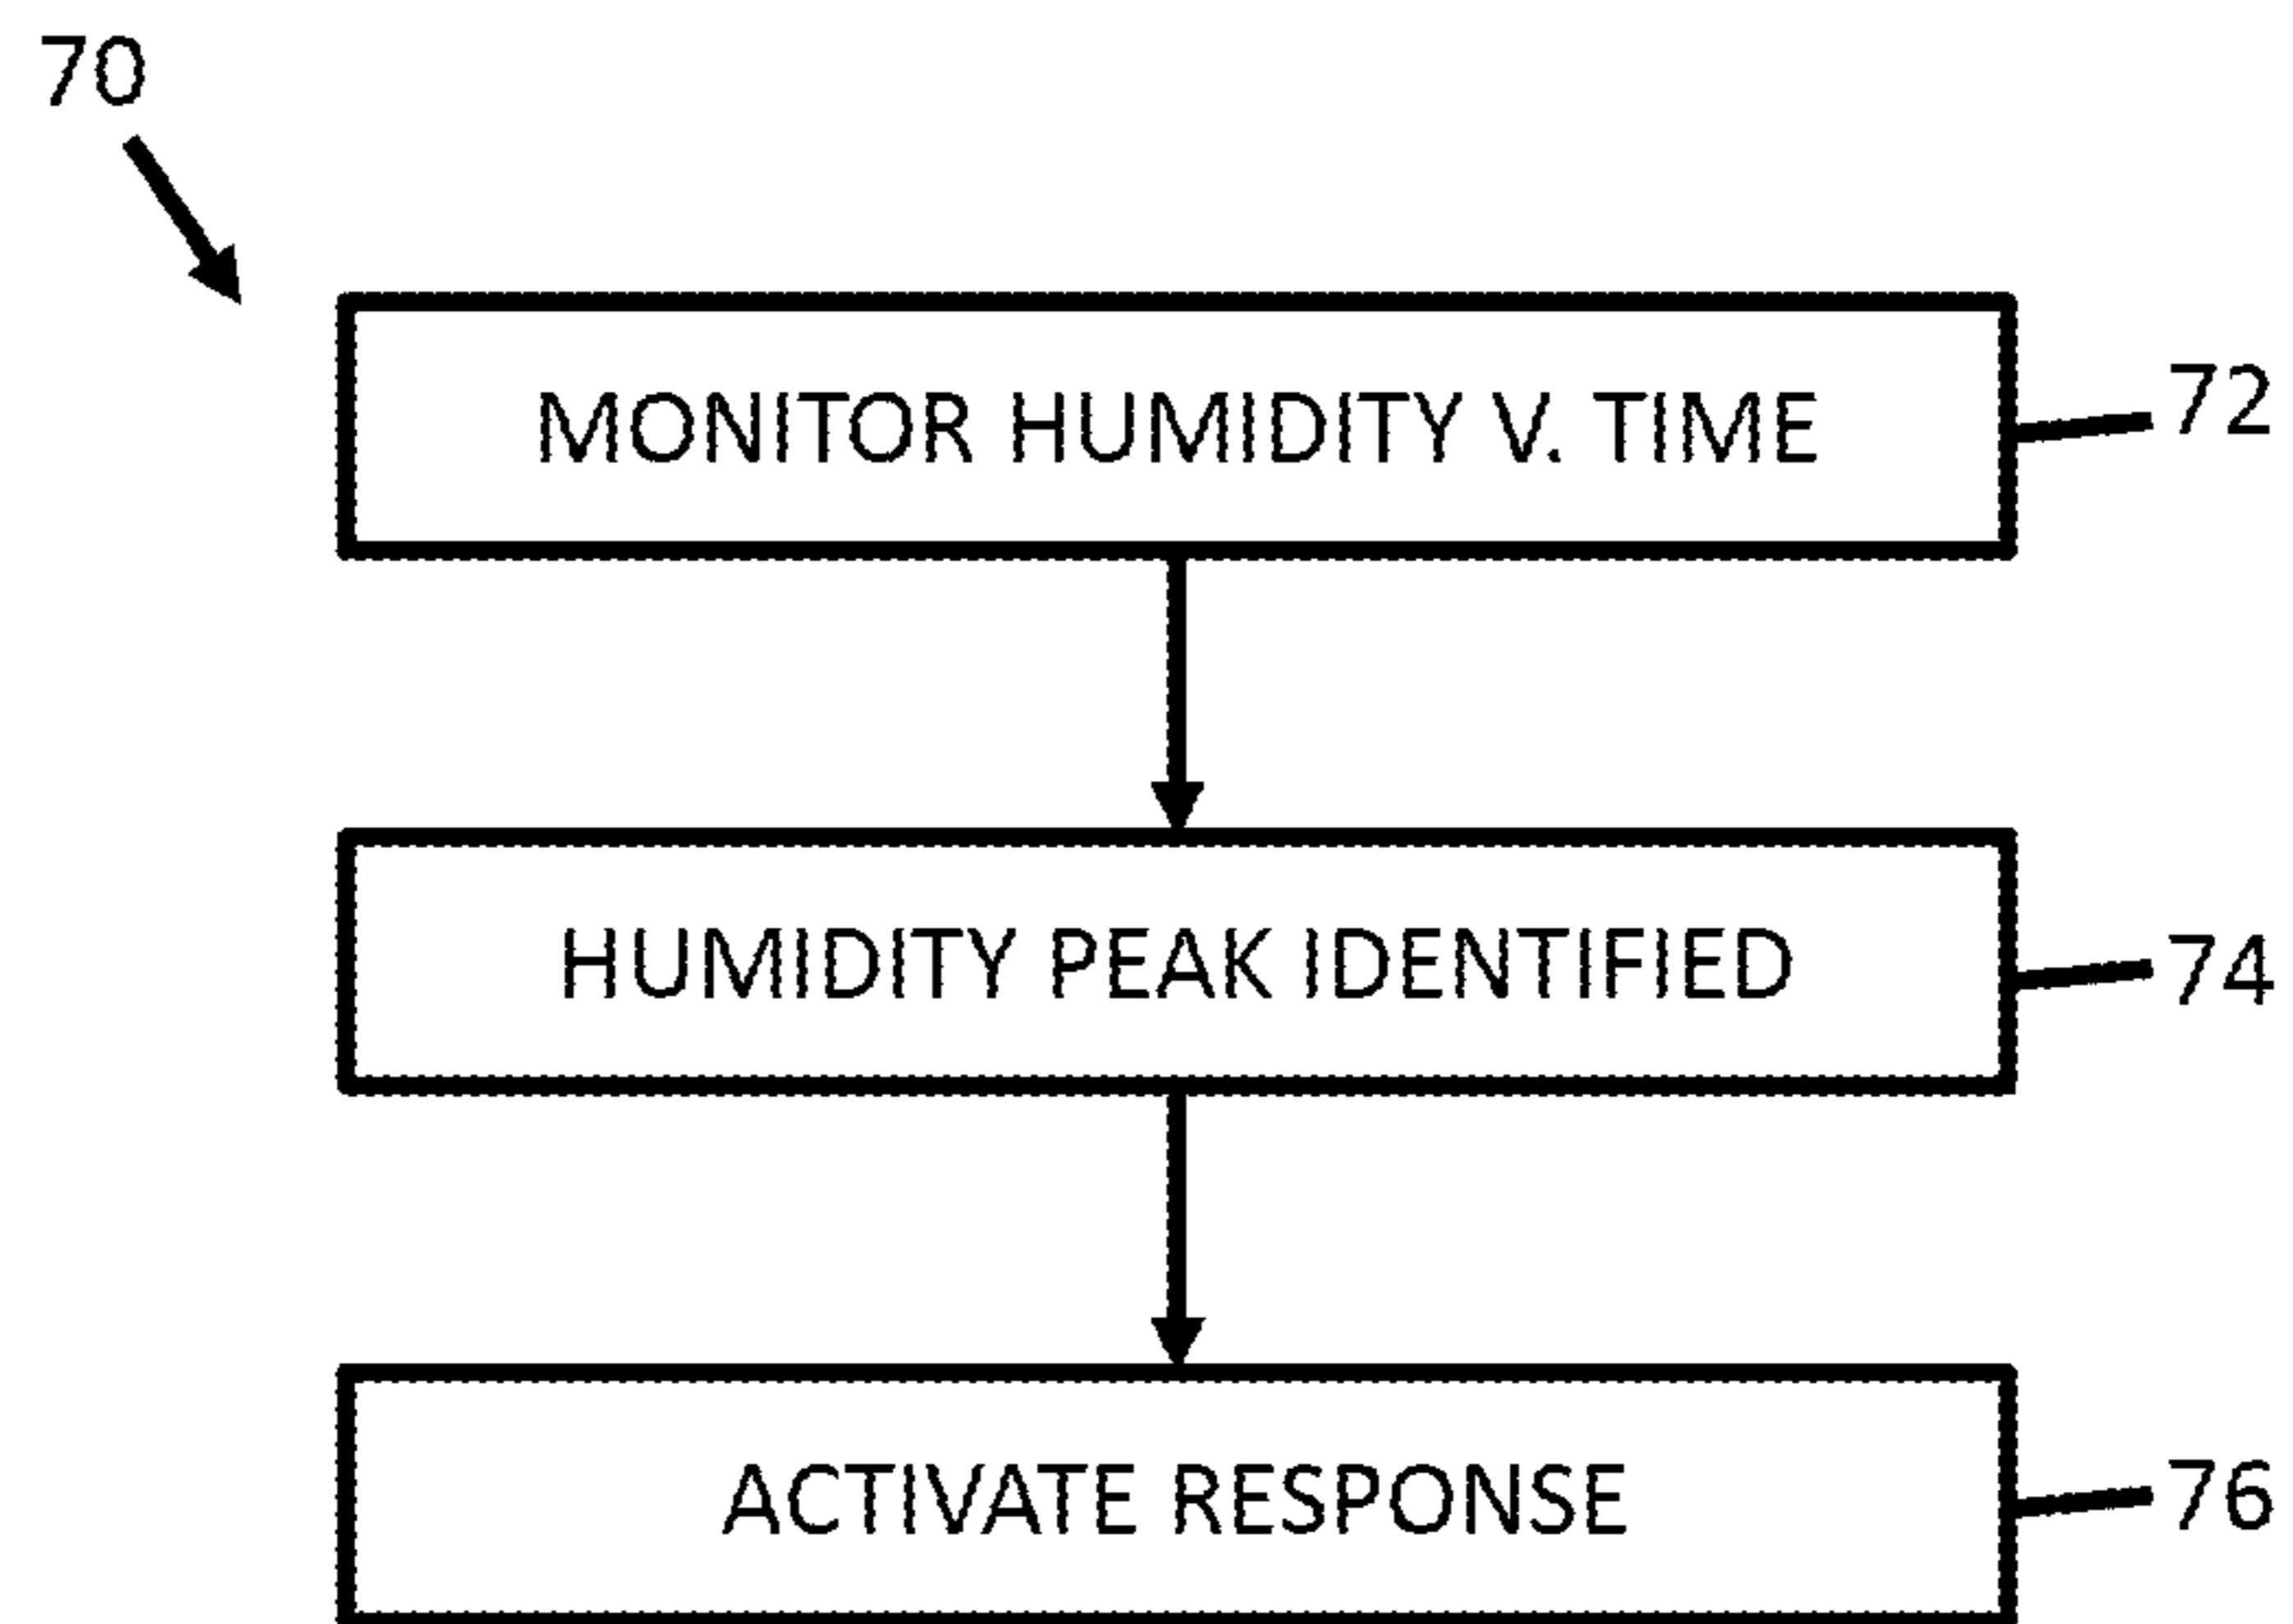 70
MONITOR HUMIDITY V. TIME
72
HUMIDITY PEAK IDENTIFIED
74
ACTIVATE RESPONSE
76